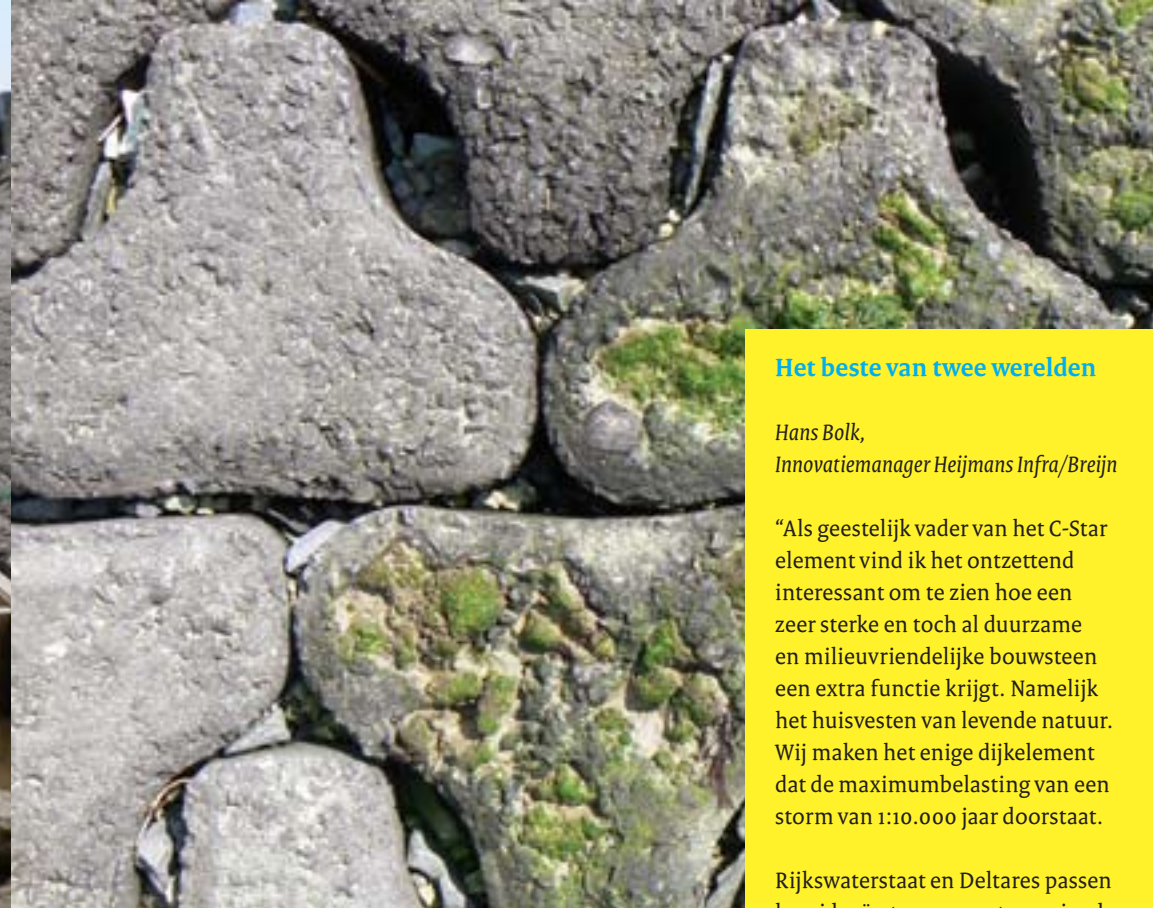 Het beste van twee werelden
Hans Bolk,
Innovatiemanager Heijmans Infra/Breijn
“Als geestelijk vader van het C-Star
element vind ik het ontzettend
interessant om te zien hoe een
zeer sterke en toch al duurzame
en milieuvriendelijke bouwsteen
een extra functie krijgt. Namelijk
het huisvesten van levende natuur.
Wij maken het enige dijkelement
dat de maximumbelasting van een
storm van 1:10.000 jaar doorstaat.
Rijkswaterstaat en Deltares passen